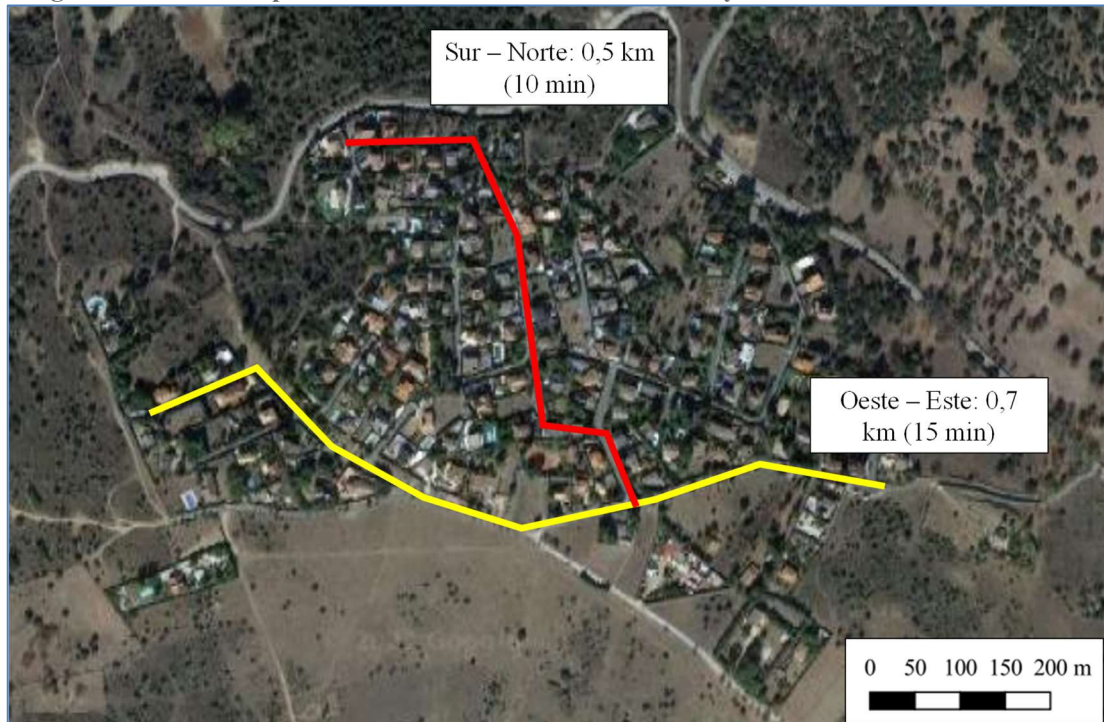 Sur – Norte: 0,5 km
(10 min)
Oeste – Este: 0,7
km (15 min)
0 50 100 150 200 m